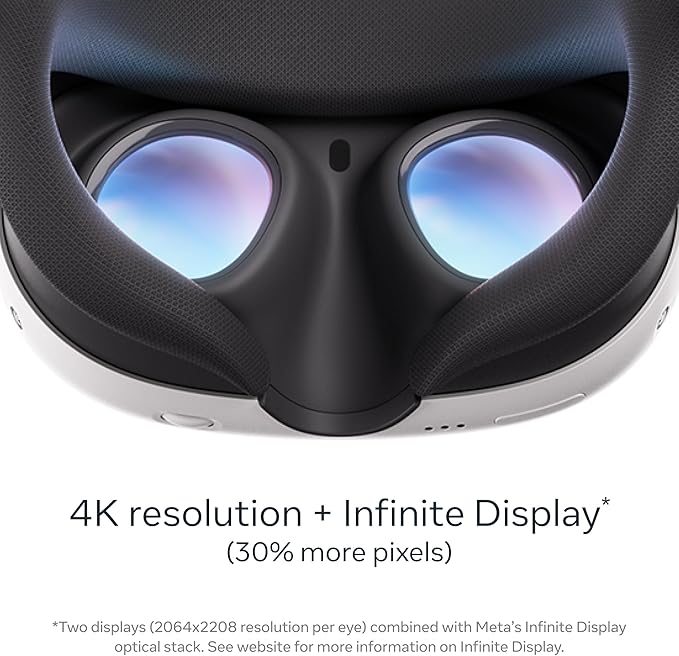 4K resolution + Infinite Display*
(30% more pixels)
*Two displays (2064x2208 resolution per eye) combined with Meta's Infinite Display
optical stack. See website for more information on Infinite Display.